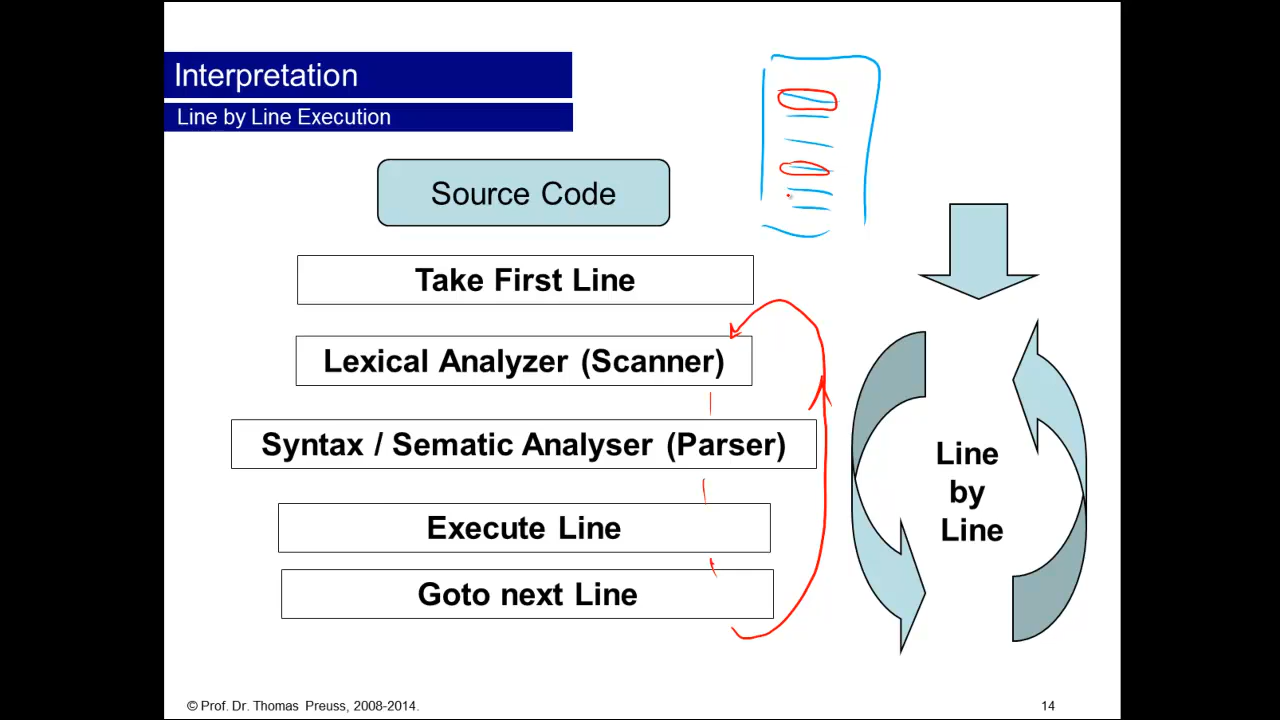 Interpretation
Line by Line Execution
Source Code
Take First Line
Lexical Analyzer (Scanner)
Syntax / Sematic Analyser (Parser)
Execute Line
Goto next Line
Line
by
Line
© Prof. Dr. Thomas Preuss, 2008-2014.
14